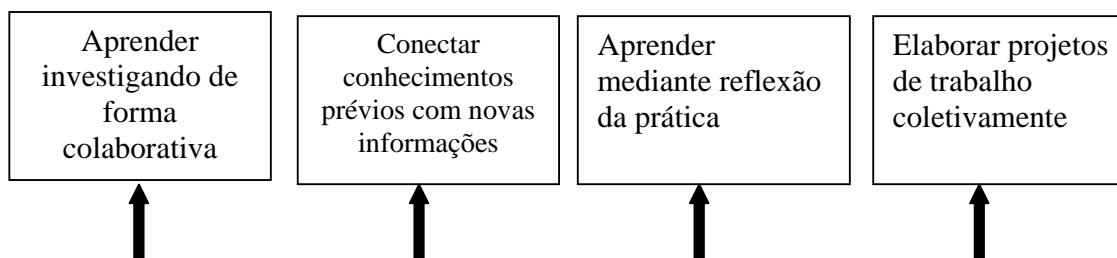 Aprender
investigando de
forma
colaborativa
Conectar
conhecimentos
prévios com novas
informações
Aprender
mediante reflexão
da prática
Elaborar projetos
de trabalho
coletivamente